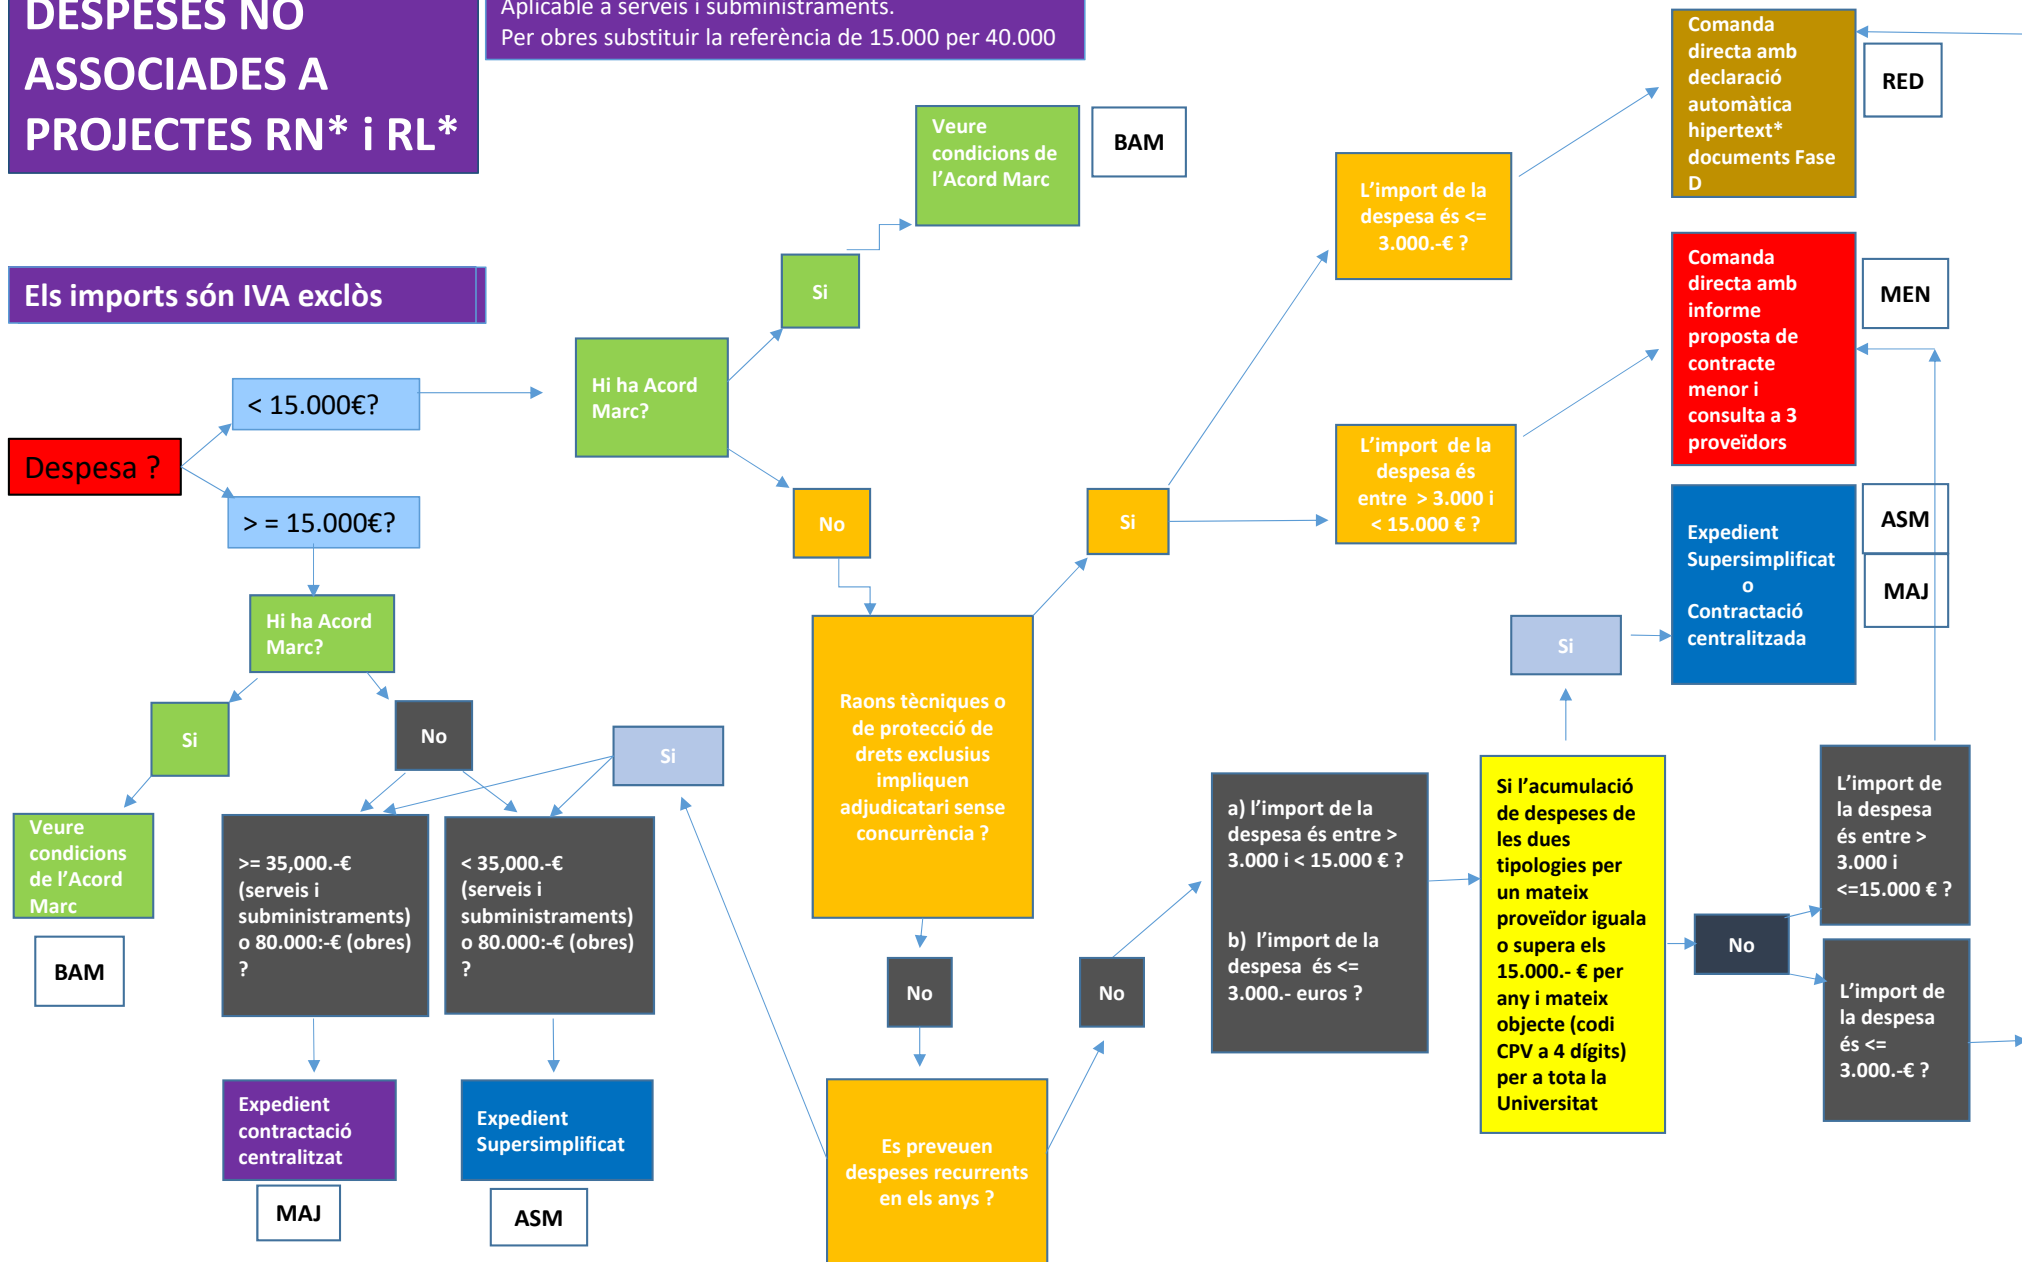 DESPESES NO
ASSOCIADES A
PROJECTES RN* i RL*
Aplicable a serveis i subministraments.
Per obres substituir la referència de 15.000 per 40.000
Els imports són IVA exclòs
Despesa ?
< 15.000€?
> = 15.000€?
Hi ha Acord
Marc?
Si
Veure
condicions de
l'Acord Marc
BAM
No
Hi ha Acord
Marc?
Si
Veure
condicions
de l'Acord
Marc
BAM
No
Si
>= 35,000.-€
(serveis i
subministraments)
o 80.000:-€ (obres)
?
< 35,000.-€
(serveis i
subministraments)
o 80.000:-€ (obres)
?
Expedient
contractació
centralitzat
MAJ
Expedient
Supersimplificat
ASM
Raons tècniques o
de protecció de
drets exclusius
impliquen
adjudicatari sense
concurrència ?
No
Es preveuen
despeses recurrents
en els anys ?
No
Si
L'import de la
despesa és <=
3.000.-€ ?
L'import  de la
despesa és
entre  > 3.000 i
< 15.000 € ?
Comanda
directa amb
declaració
automàtica
hipertext*
documents Fase
D
RED
Comanda
directa amb
informe
proposta de
contracte
menor i
consulta a 3
proveïdors
MEN
Expedient
Supersimplificat
o
Contractació
centralitzada
ASM
MAJ
Si
a) l'import de la
despesa és entre >
3.000 i < 15.000 € ?
b)  l'import de la
despesa  és <=
3.000.- euros ?
Si l'acumulació
de despeses de
les dues
tipologies per
un mateix
proveïdor iguala
o supera els
15.000.- € per
any i mateix
objecte (codi
CPV a 4 dígits)
per a tota la
Universitat
No
L'import de
la despesa
és entre >
3.000 i
<=15.000 € ?
L'import de
la despesa
és <=
3.000.-€ ?